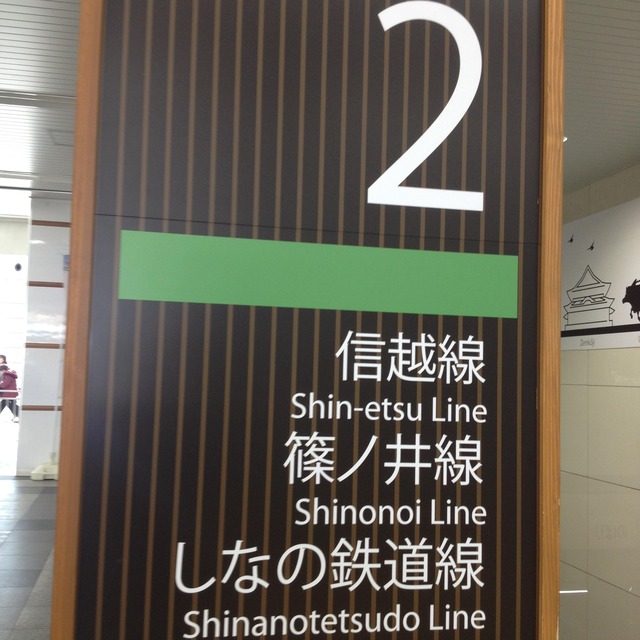 2
信越線
Shin-etsu Line
篠ノ井線
Shinonoi Line
しなの鉄道線
Shinanotetsudo Line